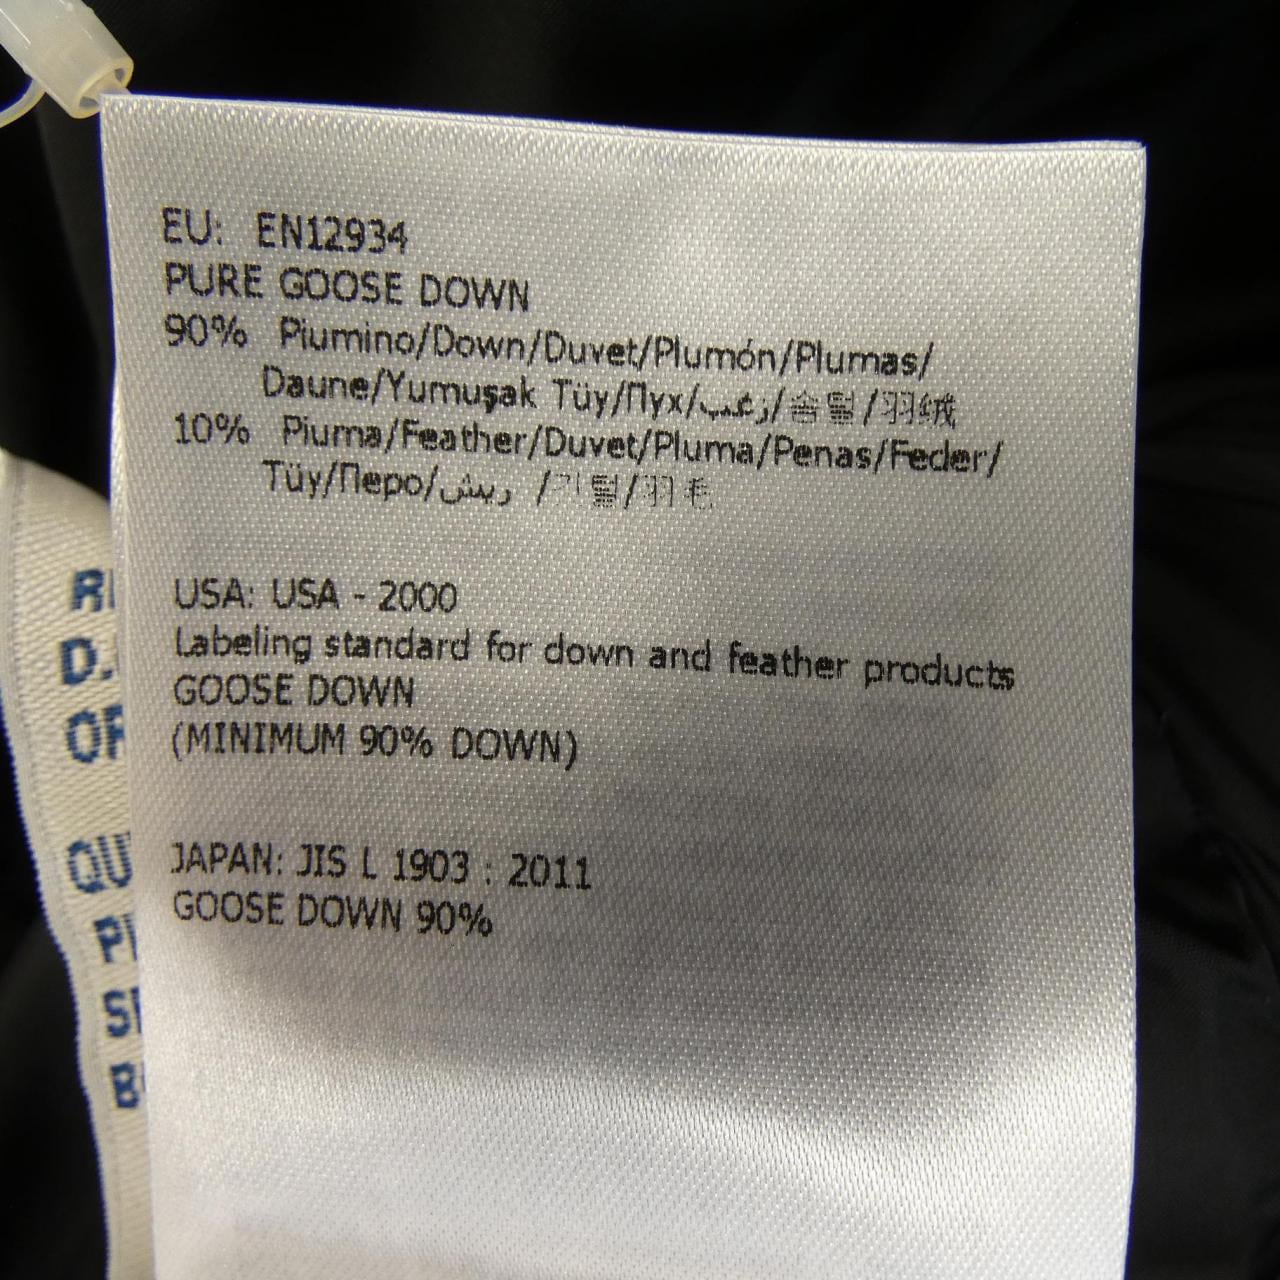 EU: EN12934
PURE GOOSE DOWN
90% Piumino/Down/Duvet/Plumón/Plumas/
Daune/Yumuşak Tüy/Пух/زغب/솜털/羽绒
10% Piuma/Feather/Duvet/Pluma/Penas/Feder/
Tüy/Перо/ريش /깃털/羽毛
USA: USA - 2000
Labeling standard for down and feather products
GOOSE DOWN
(MINIMUM 90% DOWN)
JAPAN: JIS L 1903 : 2011
GOOSE DOWN 90%
D.
OF
QU